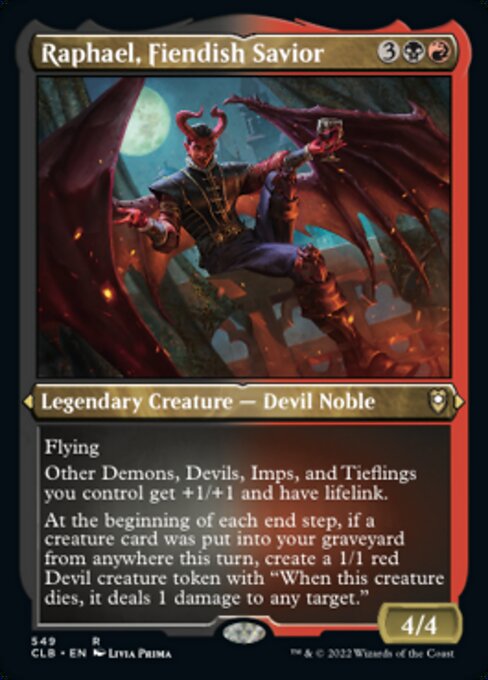 Raphael, Fiendish Savior 3
Legendary Creature — Devil Noble
Flying
Other Demons, Devils, Imps, and Tieflings
you control get +1/+1 and have lifelink.
At the beginning of each end step, if a
creature card was put into your graveyard
from anywhere this turn, create a 1/1 red
Devil creature token with “When this creature
dies, it deals 1 damage to any target.”
4/4
549 R
CLB • EN Livia Prima
™ & © 2022 Wizards of the Coast